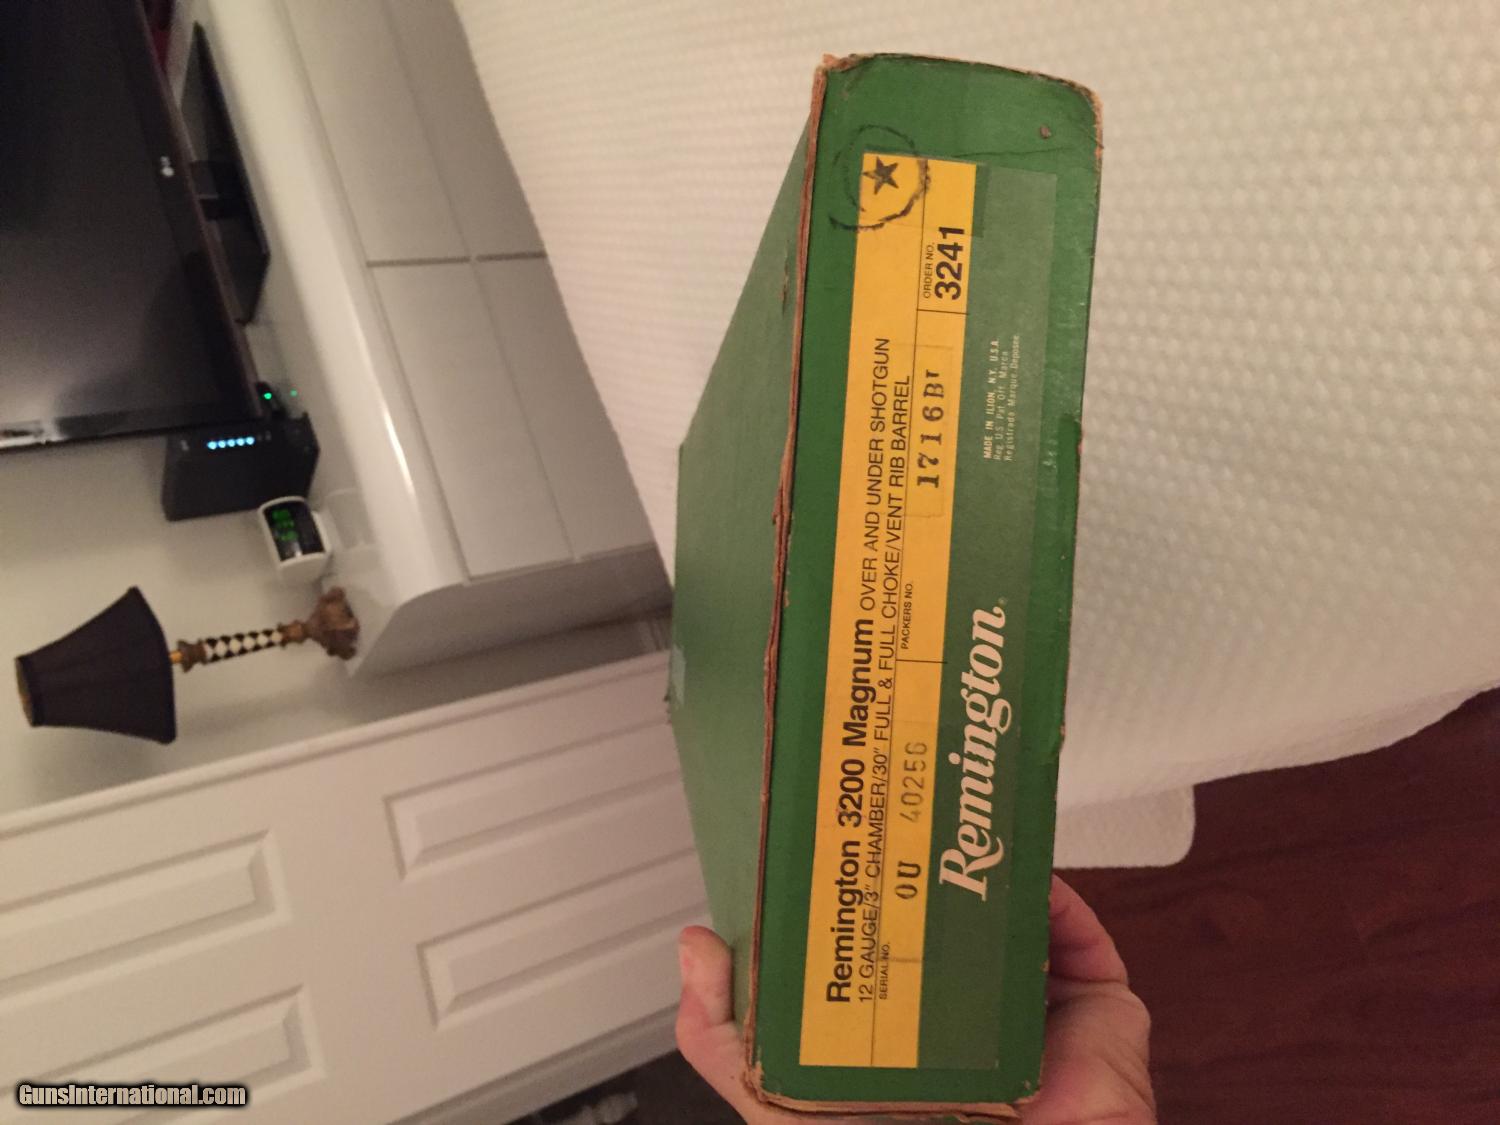 Remington 3200 Magnum OVER AND UNDER SHOTGUN
12 GAUGE/3" CHAMBER/30" FULL & FULL CHOKE/VENT RIB BARREL
SERIAL NO.
OU 40256
PACKERS NO.
1716Br
ORDER NO.
3241
Remington®
MADE IN ILION, N.Y. U.S.A.
Reg. U.S. Pat. Off. Marca
Registrada Marque Deposee
LG
GunsInternational.com